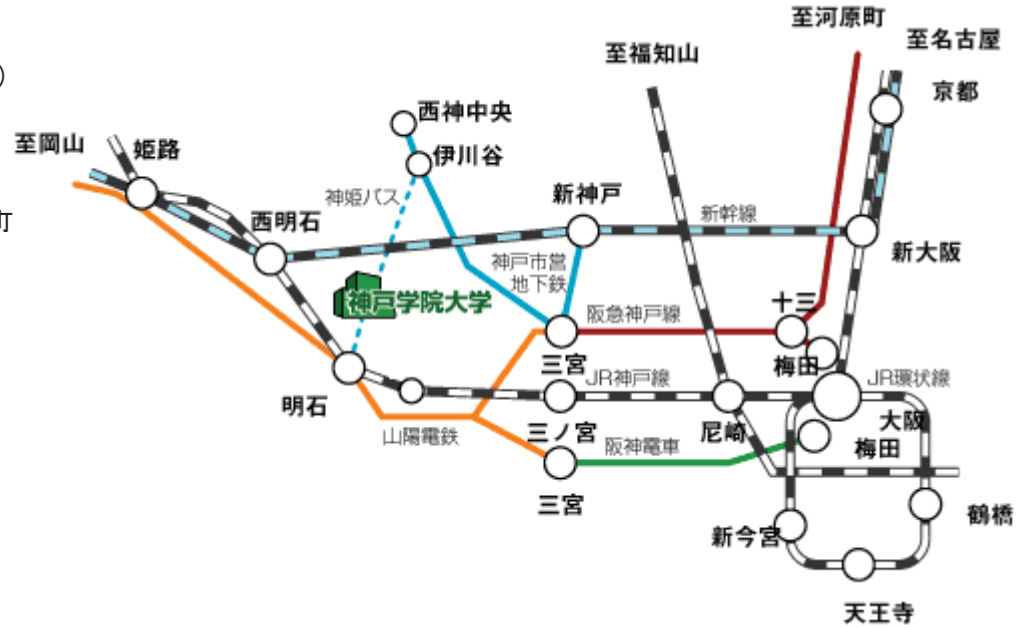 至河原町
至名古屋
至福知山
京都
)
西神中央
至岡山
姫路
伊川谷
神姫バス
新神戸
町
西明石
新幹線
新大阪
神戸市営
地下鉄
神戸学院大学
十三
阪急神戸線
三宮
梅田
JR神戸線
JR環状線
明石
大阪
三ノ宮
尼崎
山陽電鉄
阪神電車
梅田
三宮
鶴橋
新今宮
天王寺